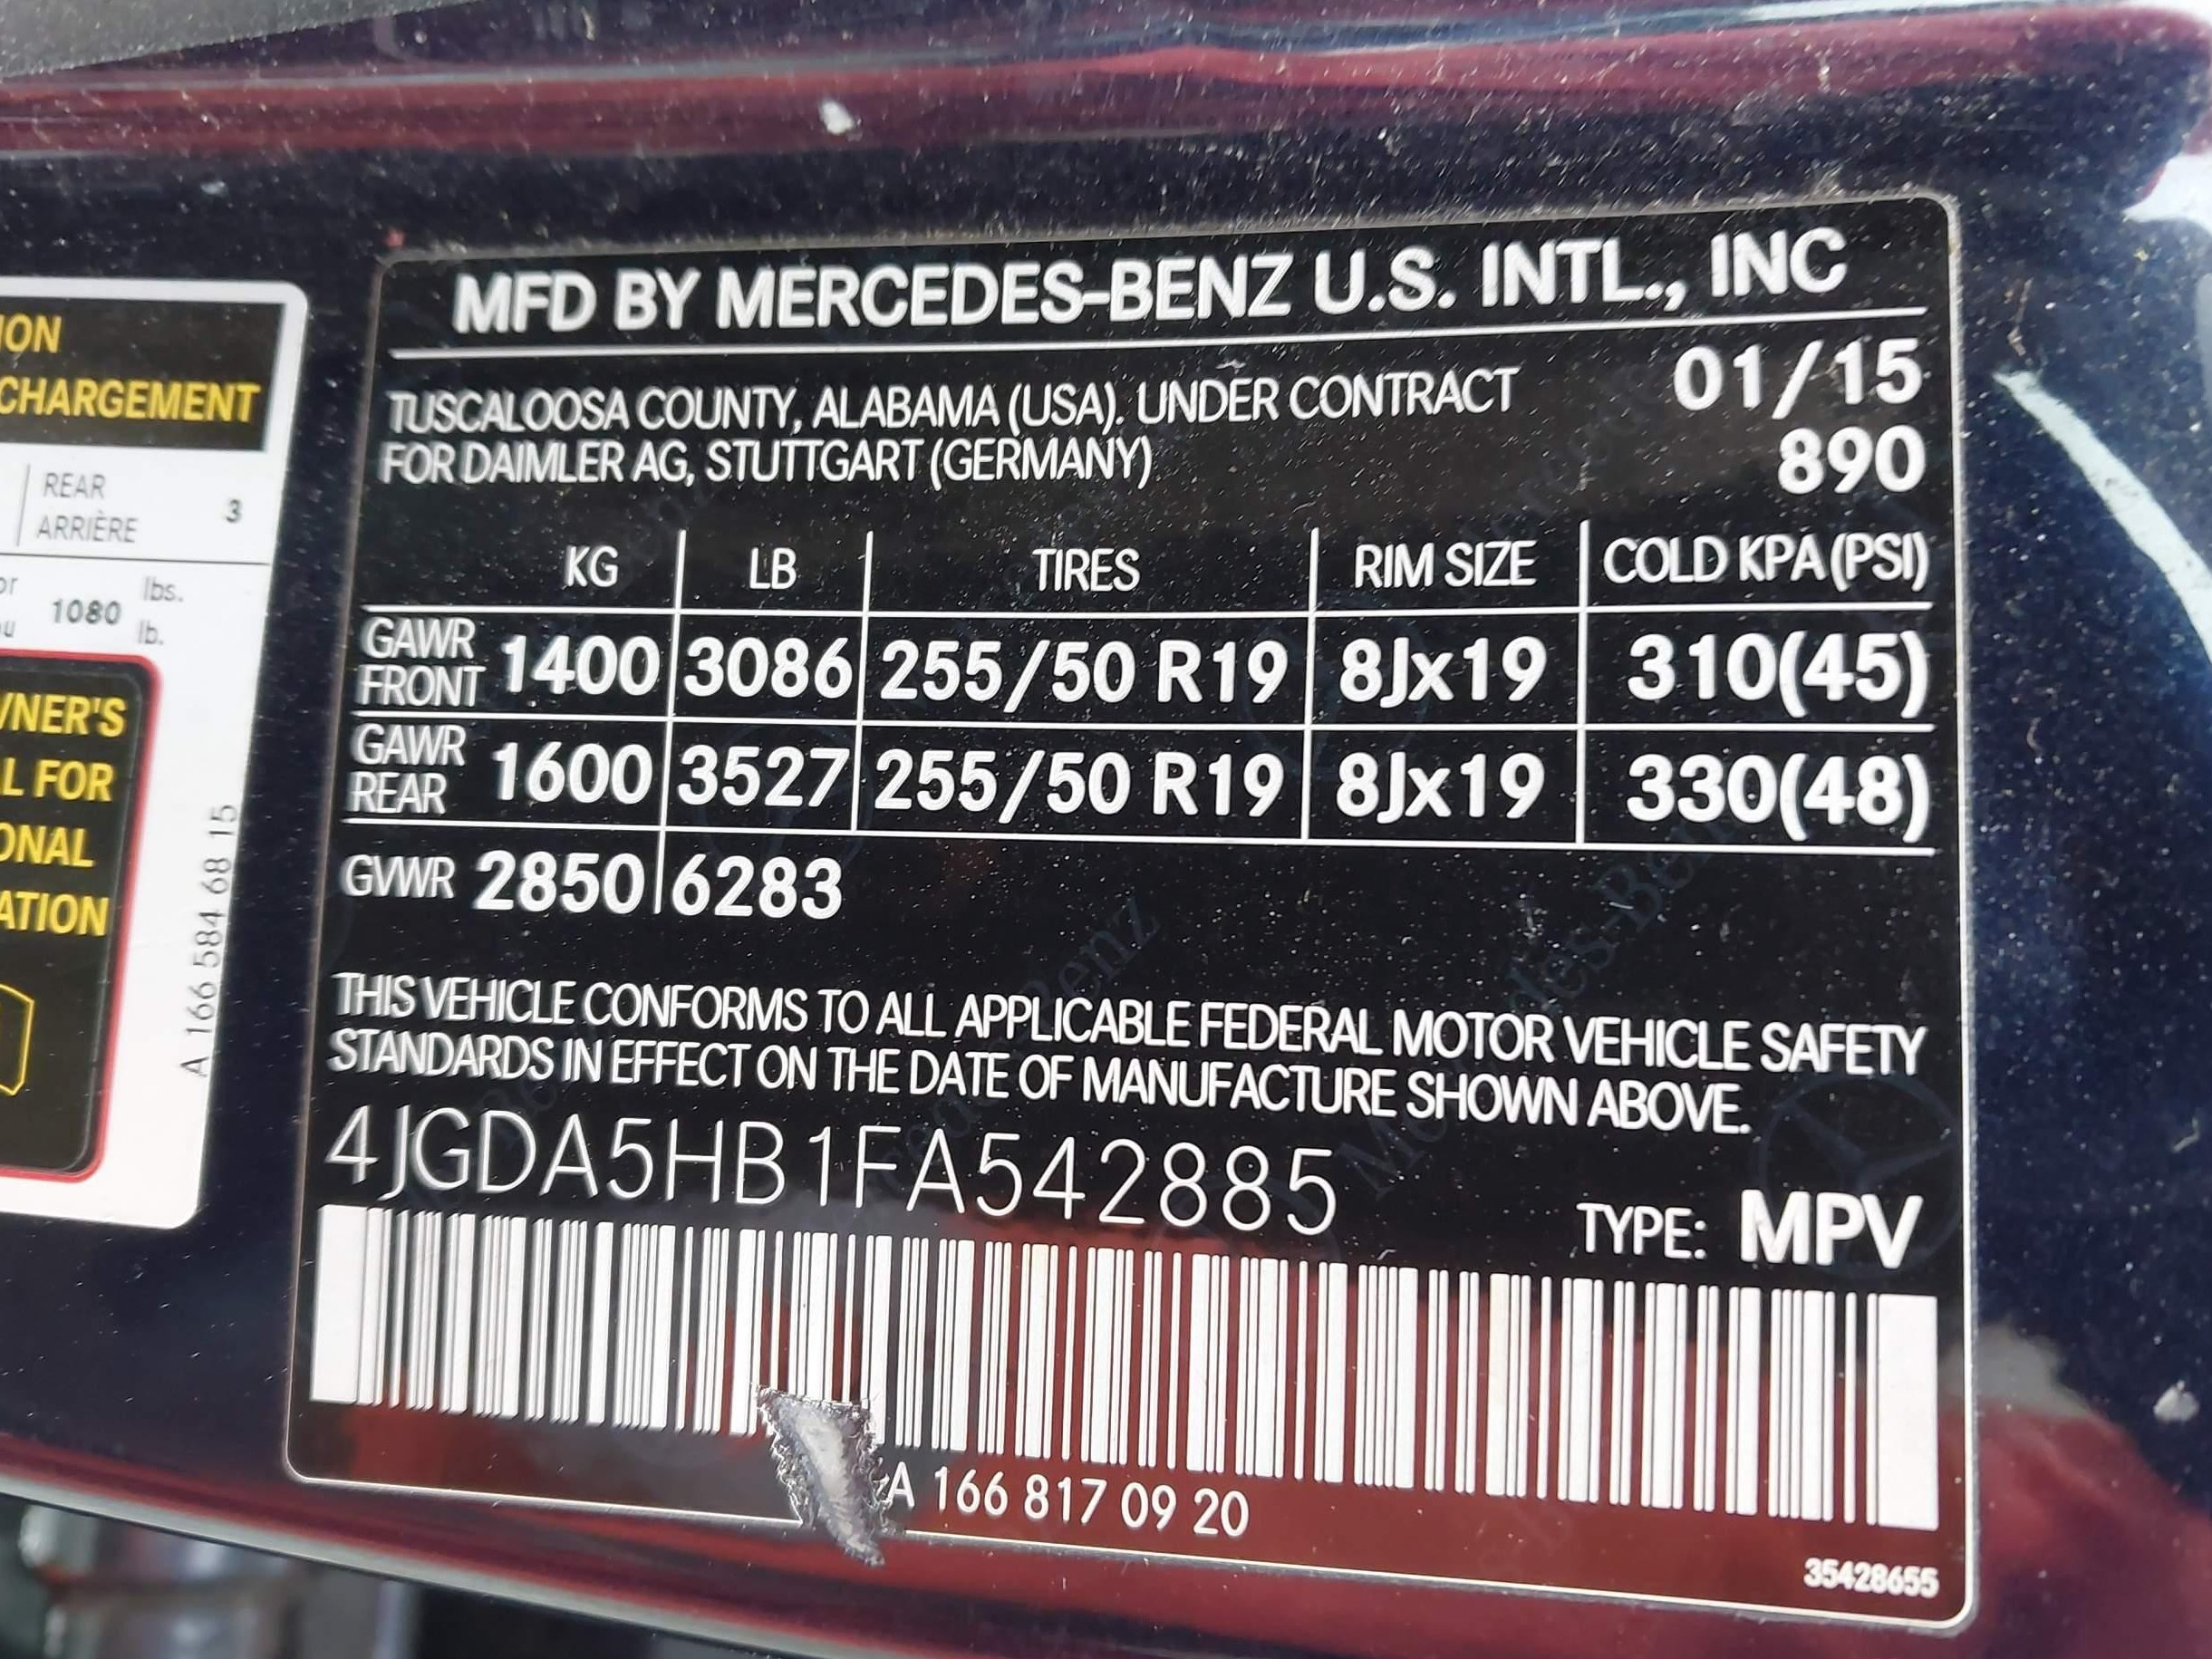 ION
CHARGEMENT
REAR
ARRIÈRE 3
1080 lbs.
lb.
L FOR
A 166 584 68 15
MFD BY MERCEDES-BENZ U.S. INTL., INC
TUSCALOOSA COUNTY, ALABAMA (USA). UNDER CONTRACT 01/15
FOR DAIMLER AG, STUTTGART (GERMANY) 890
KG LB TIRES RIM SIZE COLD KPA (PSI)
GAWR FRONT 1400 3086 255/50 R19 8Jx19 310(45)
GAWR REAR 1600 3527 255/50 R19 8Jx19 330(48)
GVWR 2850 6283
THIS VEHICLE CONFORMS TO ALL APPLICABLE FEDERAL MOTOR VEHICLE SAFETY
STANDARDS IN EFFECT ON THE DATE OF MANUFACTURE SHOWN ABOVE.
4JGDA5HB1FA542885
TYPE: MPV
A 166 817 09 20
35428655